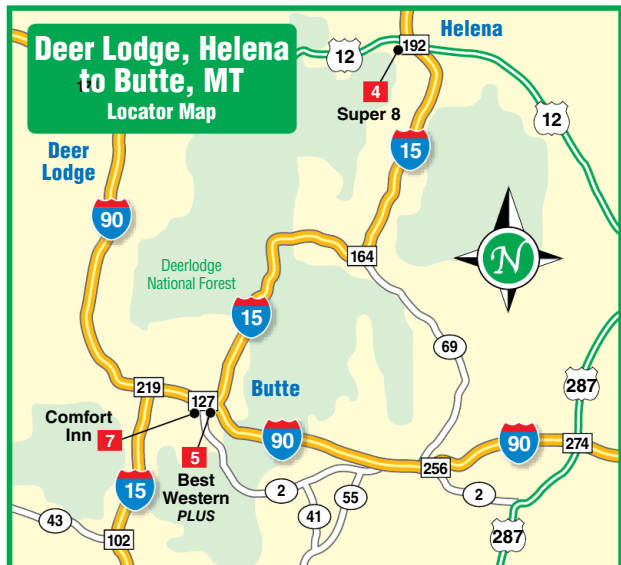 Deer Lodge, Helena
to Butte, MT
Locator Map
Helena
12
192
4
Super 8
12
15
Deer
Lodge
90
164
Deerlodge
National Forest
15
69
287
219
127
Butte
Comfort
Inn
7
5
Best
Western
PLUS
90
90
274
256
15
2
55
2
41
43
102
287
N